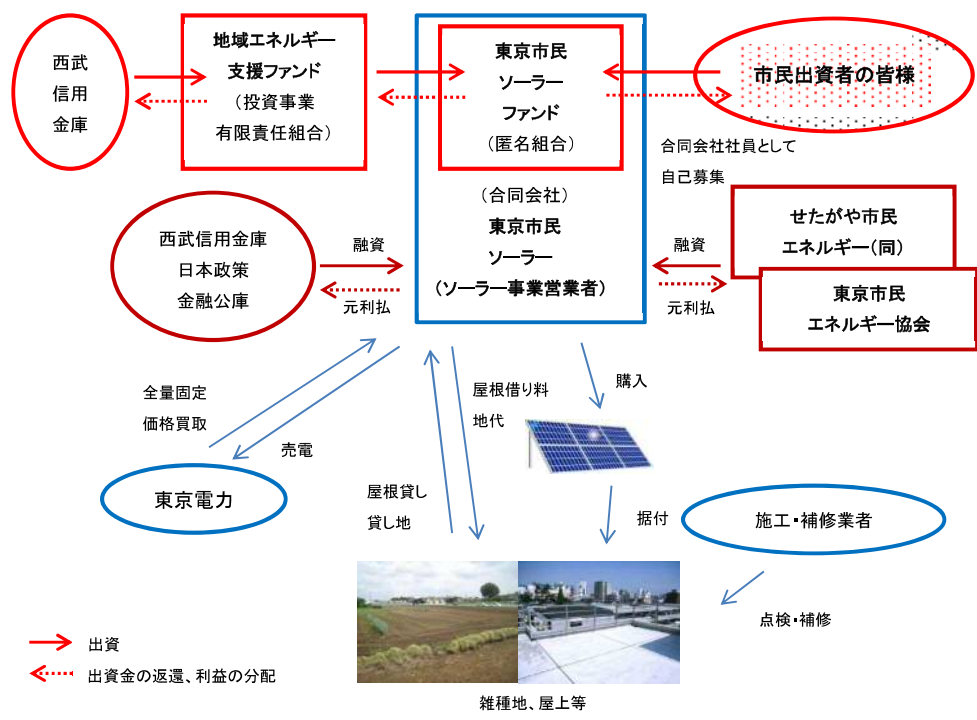 西武
信用
金庫
地域エネルギー
支援ファンド
(投資事業
有限責任組合)
東京市民
ソーラー
ファンド
(匿名組合)
市民出資者の皆様
合同会社社員として
自己募集
(合同会社)
東京市民
ソーラー
(ソーラー事業営業者)
西武信用金庫
日本政策
金融公庫
融資
元利払
融資
元利払
せたがや市民
エネルギー(同)
東京市民
エネルギー協会
全量固定
価格買取
売電
東京電力
屋根借り料
地代
屋根貸し
貸し地
購入
据付
施工・補修業者
点検・補修
出資
出資金の返還、利益の分配
雑種地、屋上等